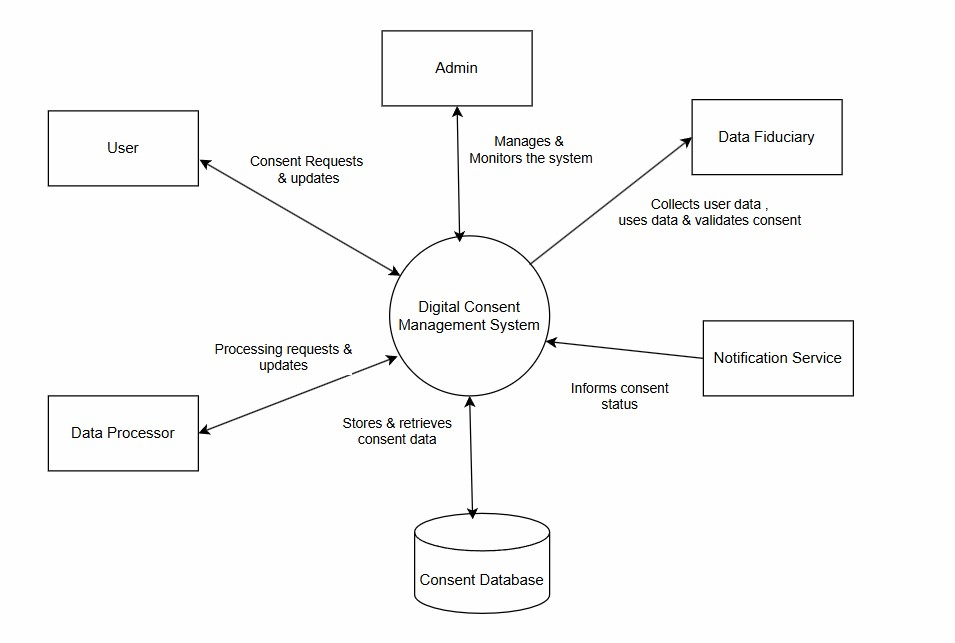 Admin
User
Data Fiduciary
Manages &
Monitors the system
Consent Requests
& updates
Collects user data ,
uses data & validates consent
Digital Consent
Management System
Processing requests &
updates
Notification Service
Informs consent
status
Data Processor
Stores & retrieves
consent data
Consent Database